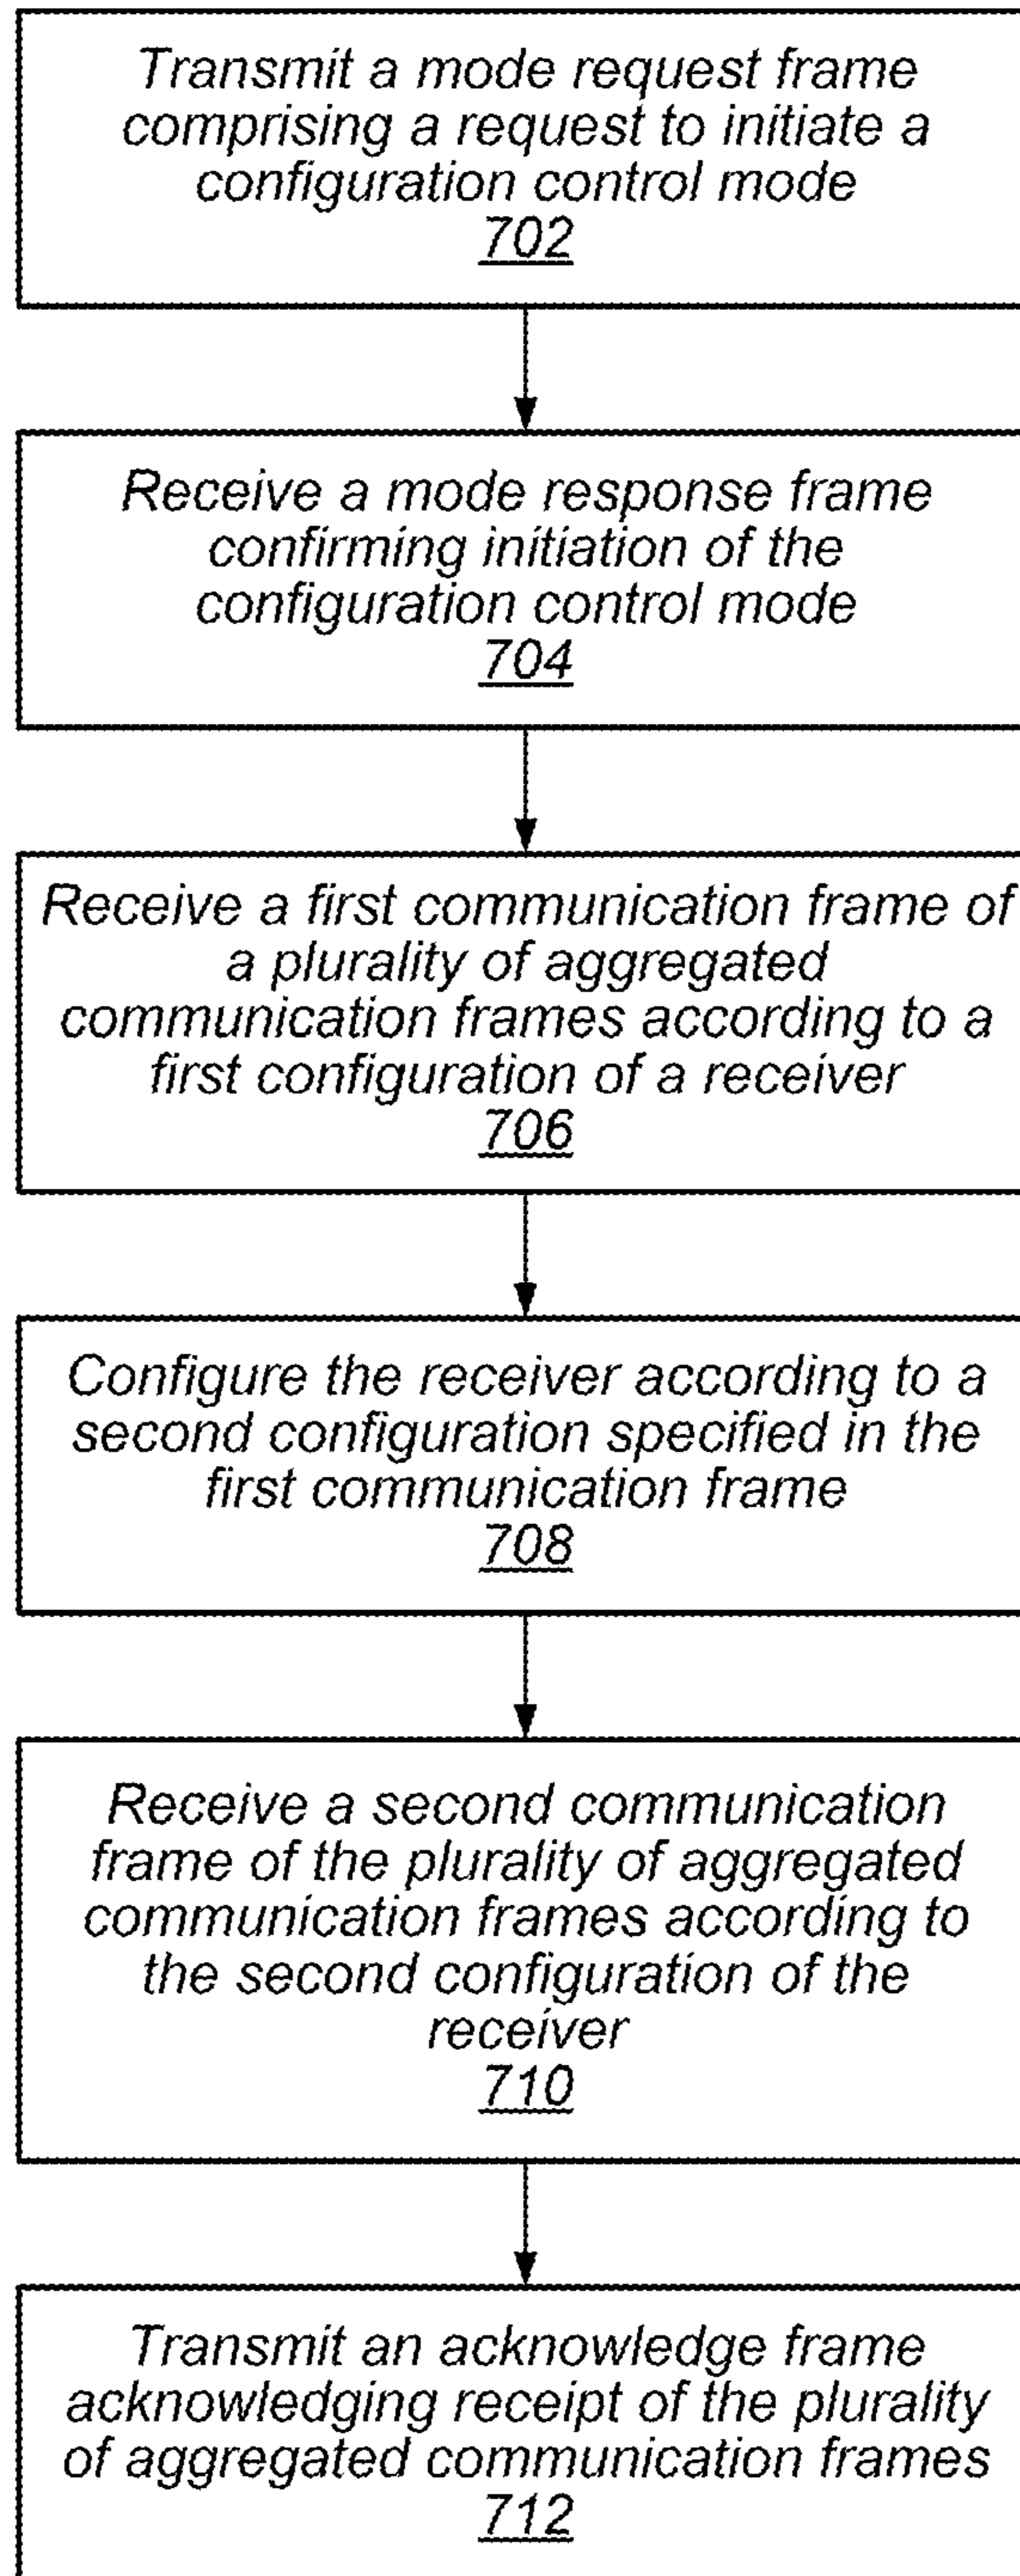 Transmit a mode request frame
comprising a request to initiate a
configuration control mode
702
Receive a mode response frame
confirming initiation of the
configuration control mode
704
Receive a first communication frame of
a plurality of aggregated
communication frames according to a
first configuration of a receiver
706
Configure the receiver according to a
second configuration specified in the
first communication frame
708
Receive a second communication
frame of the plurality of aggregated
communication frames according to
the second configuration of the
receiver
710
Transmit an acknowledge frame
acknowledging receipt of the plurality
of aggregated communication frames
712